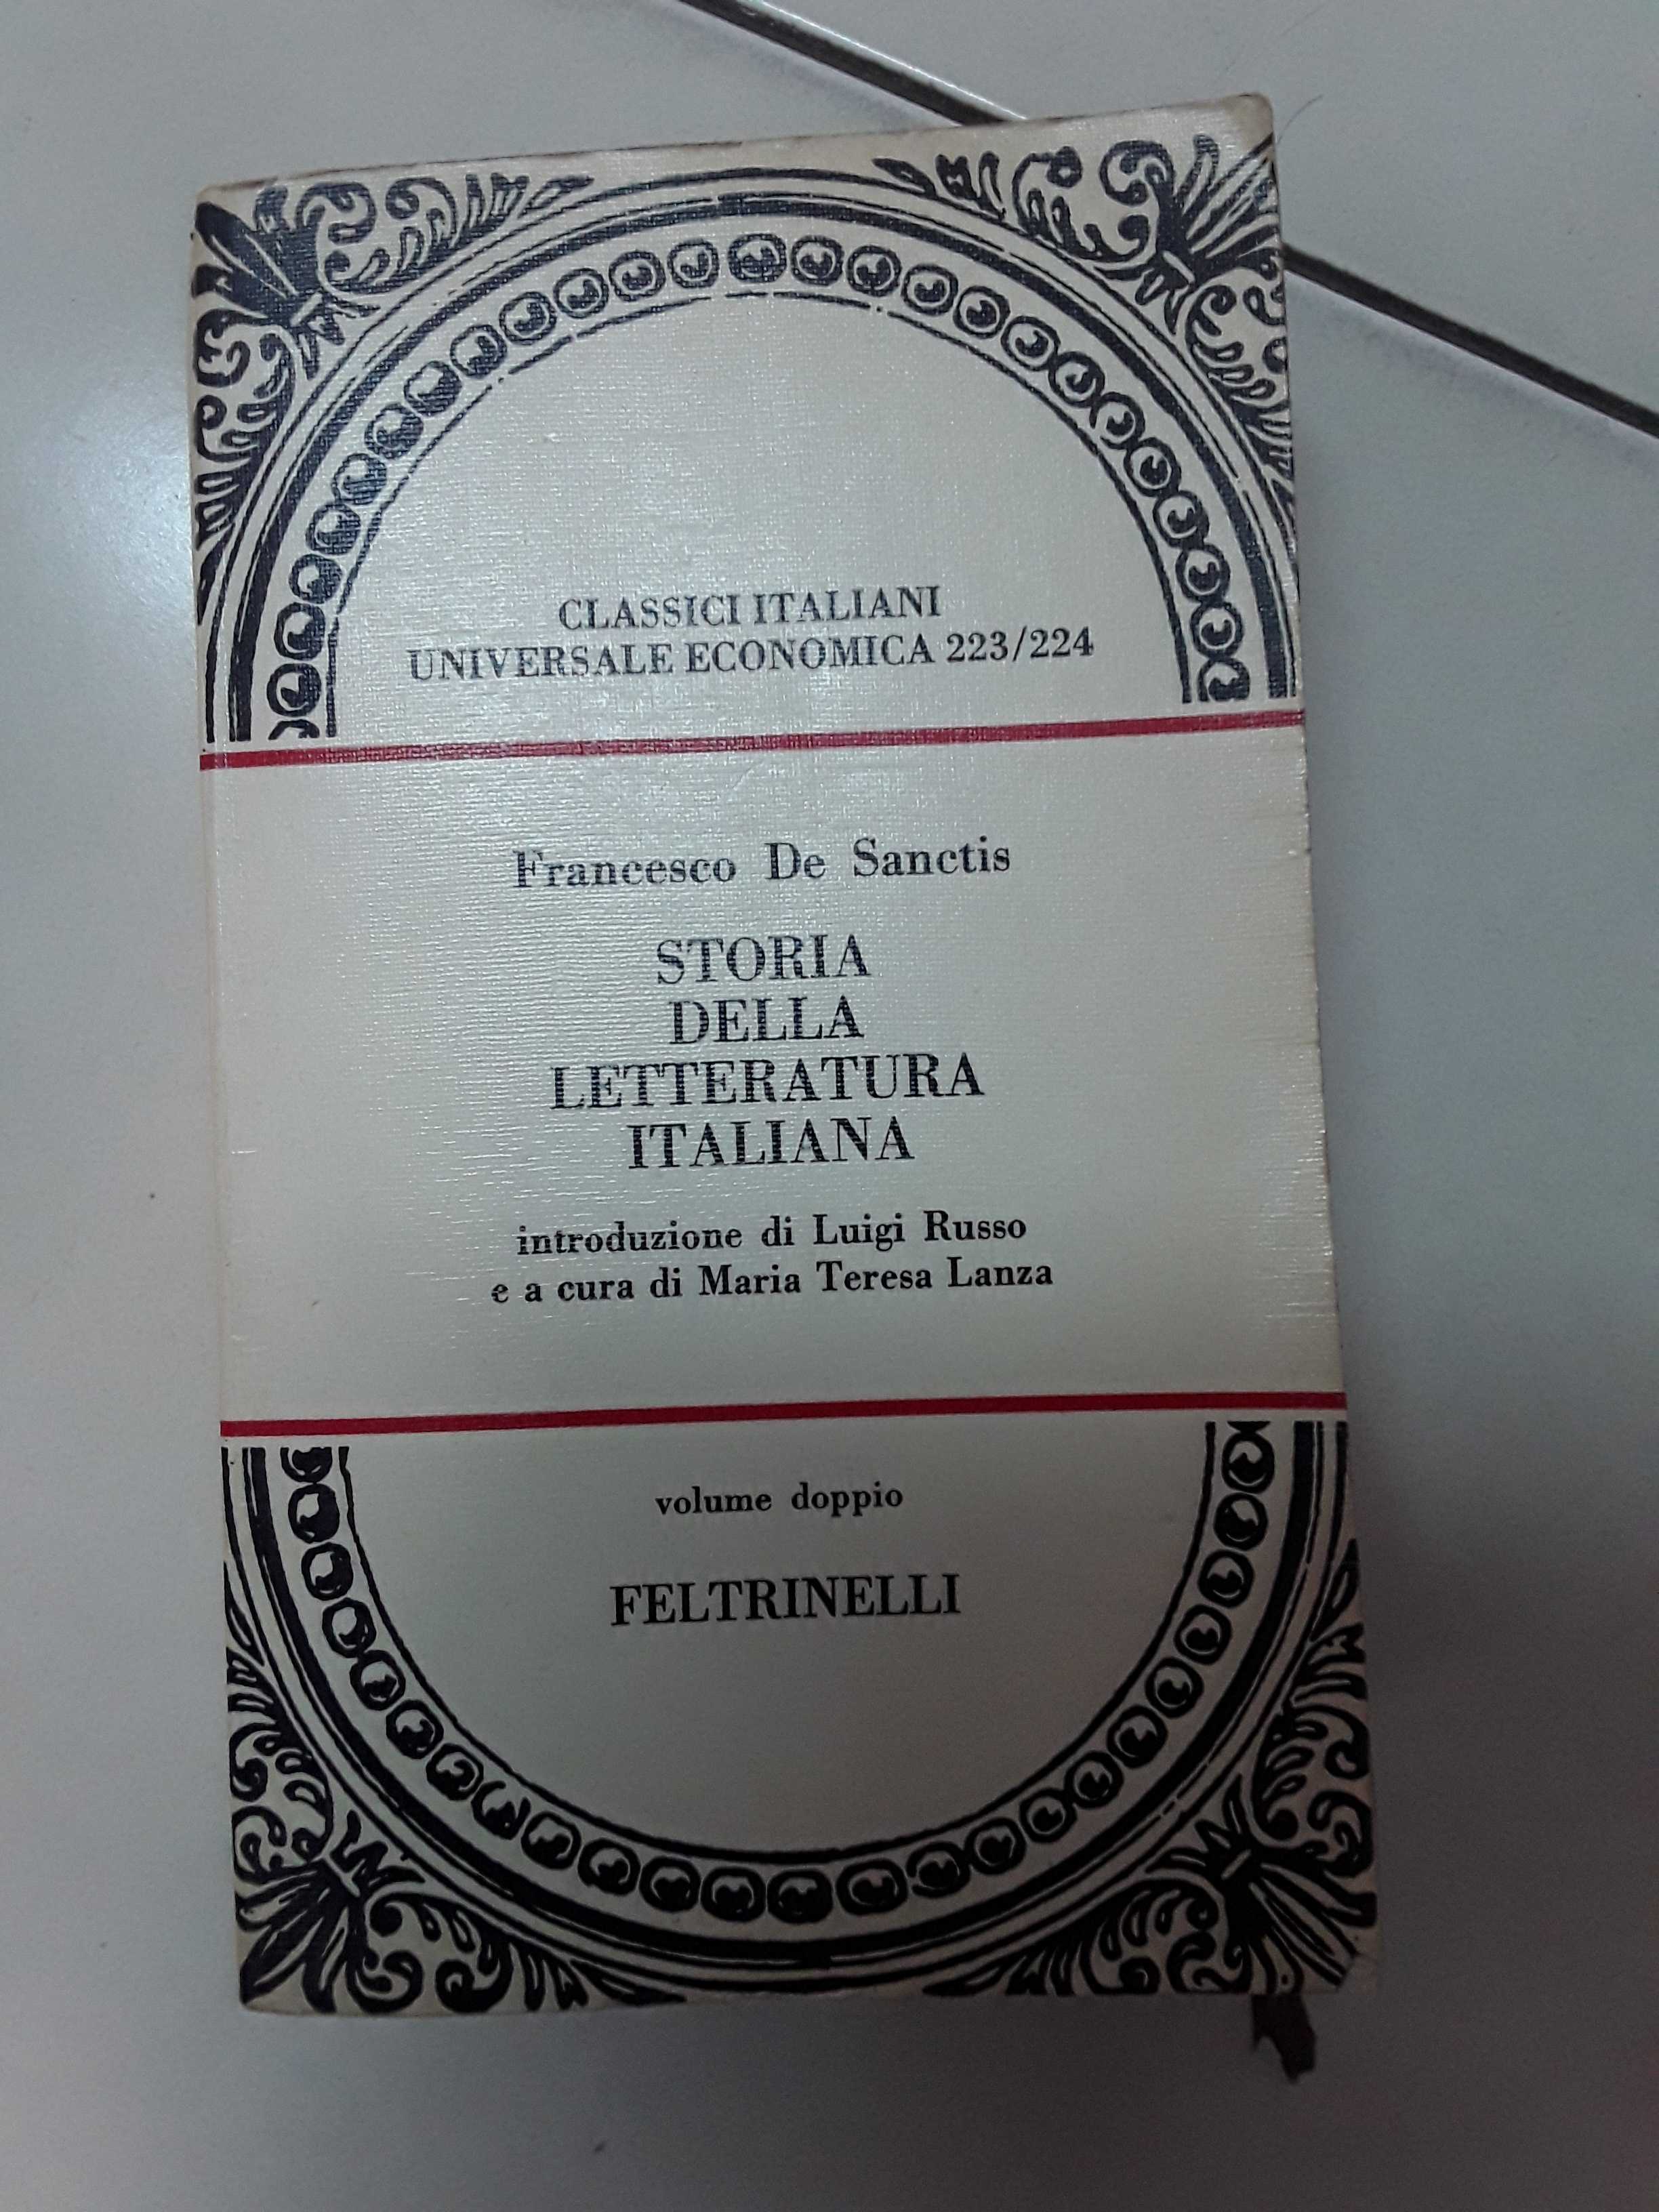 CLASSICI ITALIANI
UNIVERSALE ECONOMICA 223/224
Francesco De Sanctis
STORIA
DELLA
LETTERATURA
ITALIANA
introduzione di Luigi Russo
e a cura di Maria Teresa Lanza
volume doppio
FELTRINELLI